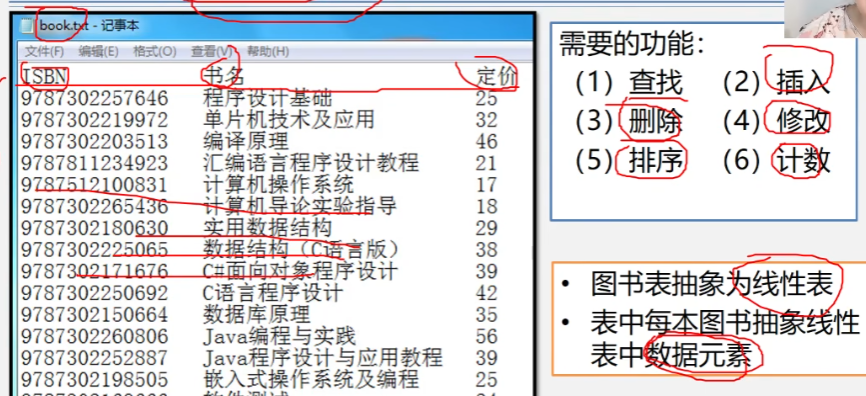 book.txt - 记事本
文件(F) 编辑(E) 格式(O) 查看(V) 帮助(H)
ISBN 书名 定价
9787302257646 程序设计基础 25
9787302219972 单片机技术及应用 32
9787302203513 编译原理 46
9787811234923 汇编语言程序设计教程 21
9787512100831 计算机操作系统 17
9787302265436 计算机导论实验指导 18
9787302180630 实用数据结构 29
9787302225065 数据结构（C语言版） 38
9787302171676 C#面向对象程序设计 39
9787302250692 C语言程序设计 42
9787302150664 数据库原理 35
9787302260806 Java编程与实践 56
9787302252887 Java程序设计与应用教程 39
9787302198505 嵌入式操作系统及编程 25
需要的功能：
（1）查找 （2）插入
（3）删除 （4）修改
（5）排序 （6）计数
• 图书表抽象为线性表
• 表中每本图书抽象线性
表中数据元素